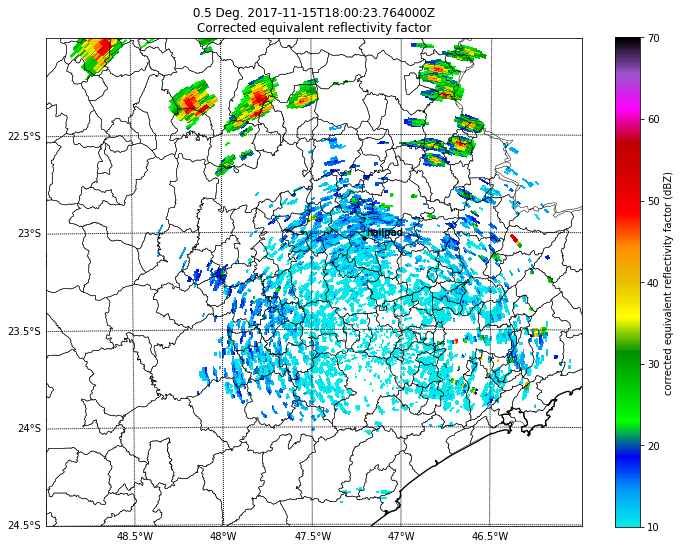 0.5 Deg. 2017-11-15T18:00:23.764000Z
Corrected equivalent reflectivity factor
22.5°S
23°S
23.5°S
24°S
24.5°S
48.5°W
48°W
47.5°W
47°W
46.5°W
hailpad
70
60
50
40
30
20
10
corrected equivalent reflectivity factor (dBZ)